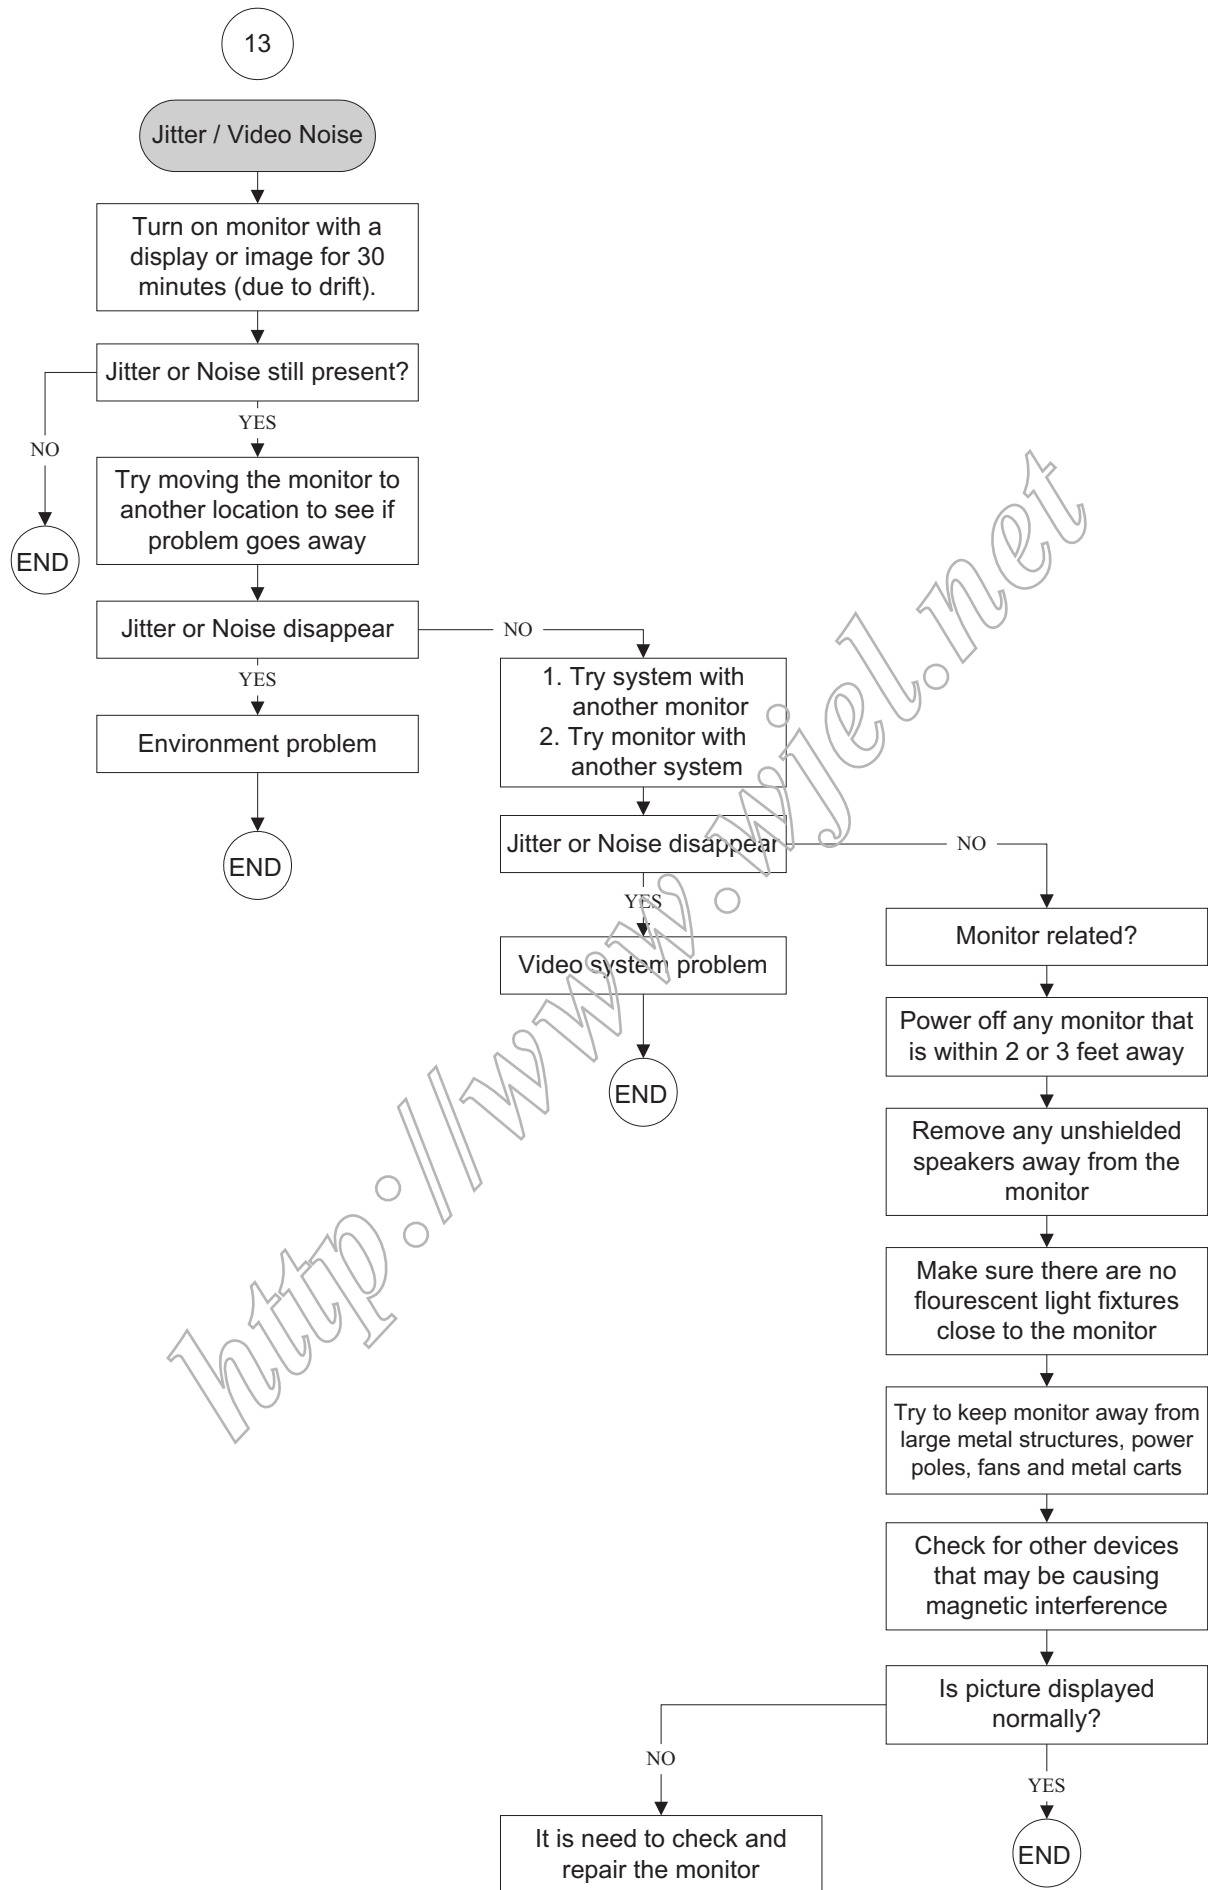 13
Jitter / Video Noise
Turn on monitor with a
display or image for 30
minutes (due to drift).
Jitter or Noise still present?
YES
NO
Try moving the monitor to
another location to see if
problem goes away
END
Jitter or Noise disappear
NO
YES
1. Try system with
another monitor
2. Try monitor with
another system
Environment problem
END
Jitter or Noise disappear
NO
YES
Monitor related?
Video system problem
END
Power off any monitor that
is within 2 or 3 feet away
Remove any unshielded
speakers away from the
monitor
Make sure there are no
flourescent light fixtures
close to the monitor
Try to keep monitor away from
large metal structures, power
poles, fans and metal carts
Check for other devices
that may be causing
magnetic interference
Is picture displayed
normally?
NO
YES
It is need to check and
repair the monitor
END
http://www.wjel.net